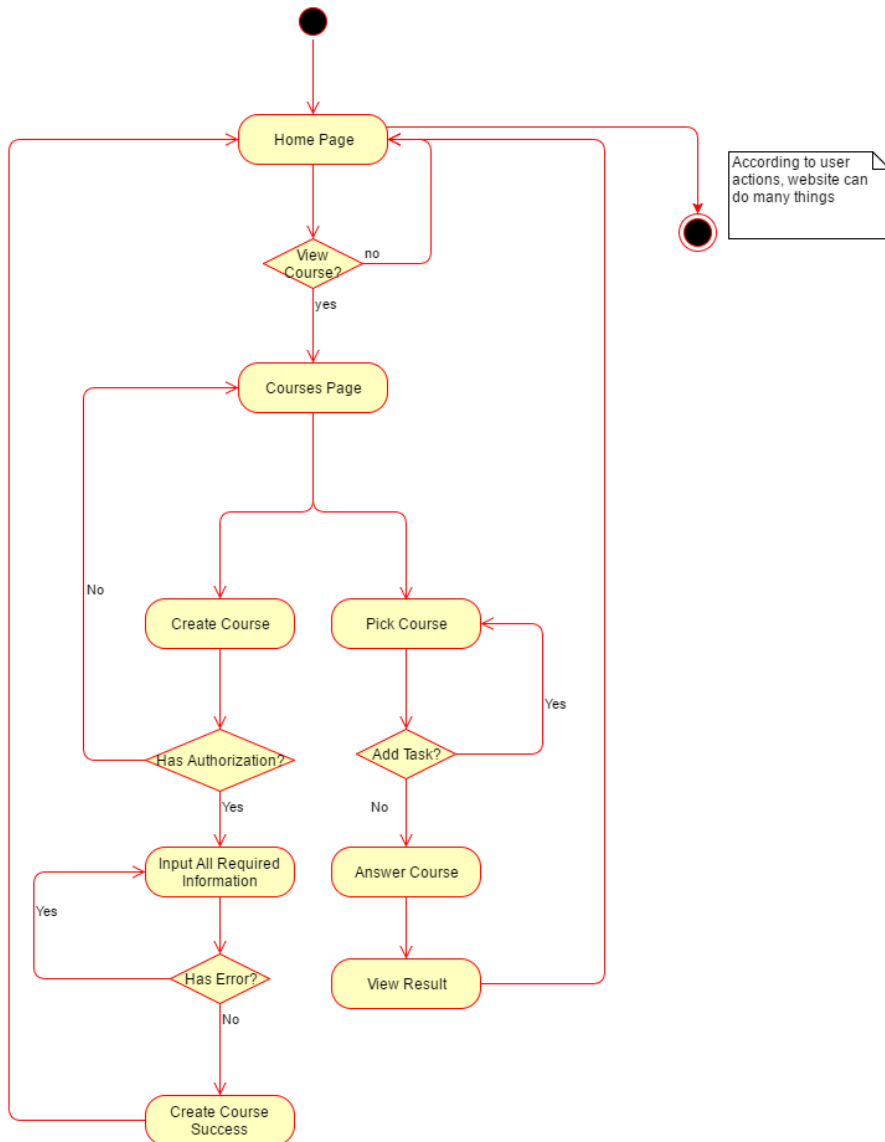 Home Page
According to user
actions, website can
do many things
View
Course?
no
yes
Courses Page
No
Create Course
Pick Course
Yes
Has Authorization?
Add Task?
Yes
No
Input All Required
Information
Answer Course
Yes
Has Error?
View Result
No
Create Course
Success